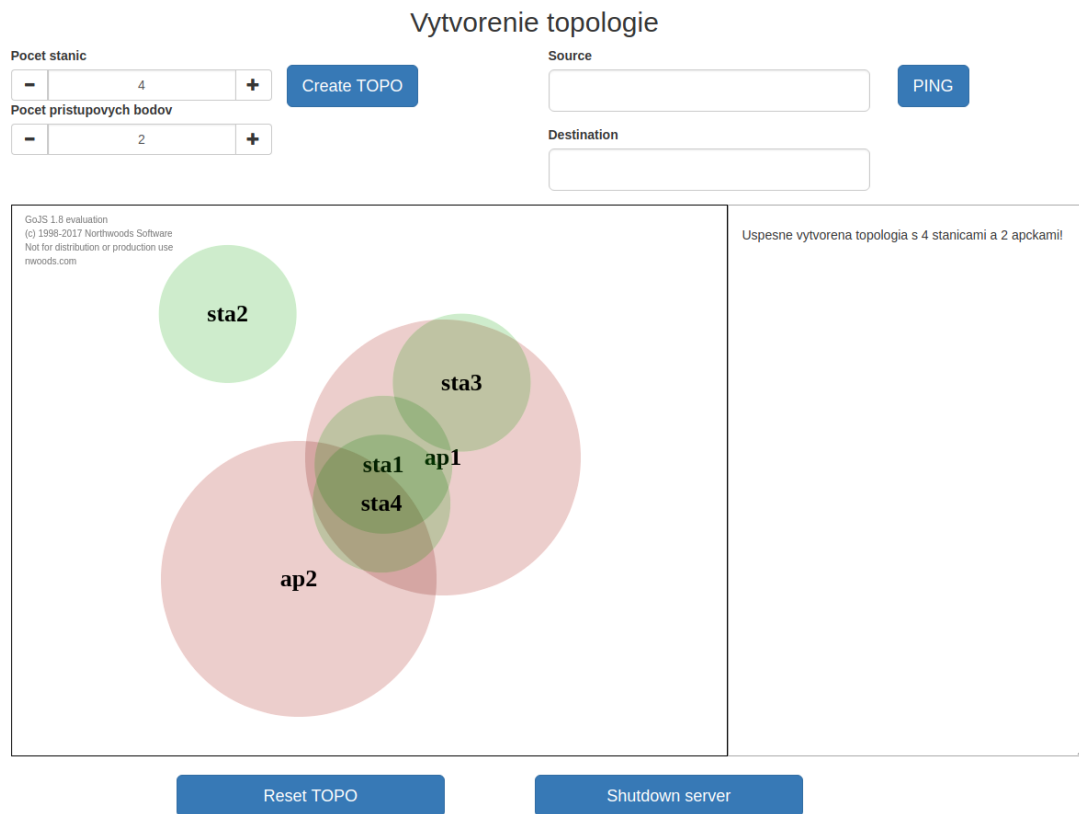 Vytvorenie topologie
Pocet stanic
4
Create TOPO
Pocet pristupovych bodov
2
Source
PING
Destination
GoJS 1.8 evaluation
(c) 1998-2017 Northwoods Software
Not for distribution or production use
nwoods.com
sta2
sta3
ap1
sta1
sta4
ap2
Uspesne vytvorena topologia s 4 stanicami a 2 apckami!
Reset TOPO
Shutdown server